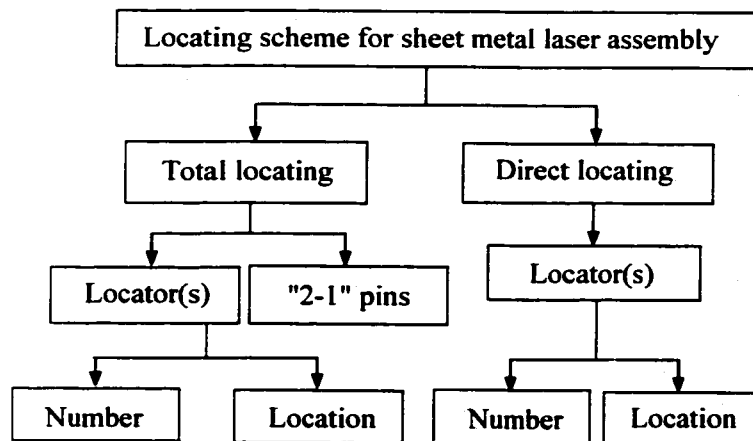 Locating scheme for sheet metal laser assembly
Total locating
Direct locating
Locator(s)
"2-1" pins
Locator(s)
Number
Location
Number
Location